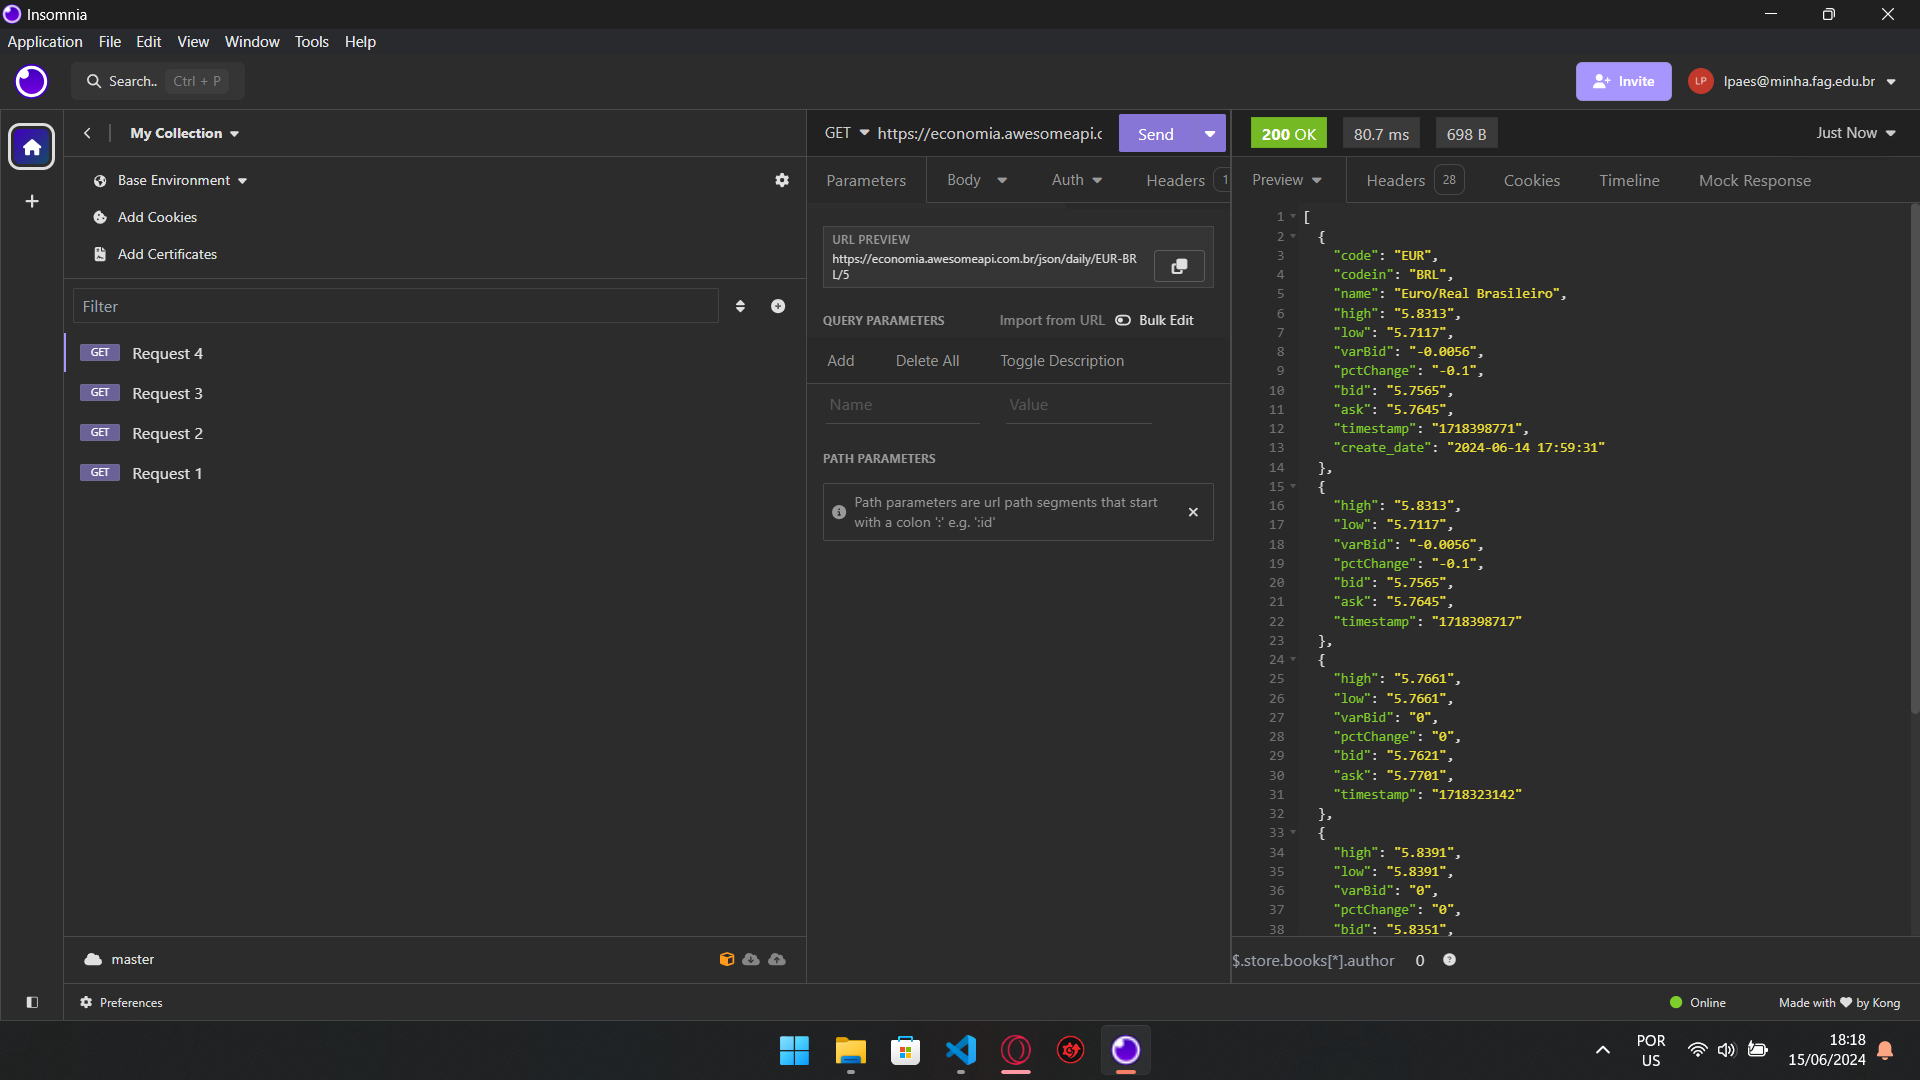 Insomnia
Application File Edit View Window Tools Help
Search.. Ctrl + P
Invite
LP
lpaes@minha.fag.edu.br
My Collection
Base Environment
Add Cookies
Add Certificates
Filter
GET Request 4
GET Request 3
GET Request 2
GET Request 1
master
Preferences
GET https://economia.awesomeapi.c Send
Parameters Body Auth Headers 1
URL PREVIEW
https://economia.awesomeapi.com.br/json/daily/EUR-BR
L/5
QUERY PARAMETERS Import from URL Bulk Edit
Add Delete All Toggle Description
Name Value
PATH PARAMETERS
Path parameters are url path segments that start
with a colon ':' e.g. ':id'
200 OK 80.7 ms 698 B Just Now
Preview Headers 28 Cookies Timeline Mock Response
1 [
2 {
3 "code": "EUR",
4 "codein": "BRL",
5 "name": "Euro/Real Brasileiro",
6 "high": "5.8313",
7 "low": "5.7117",
8 "varBid": "-0.0056",
9 "pctChange": "-0.1",
10 "bid": "5.7565",
11 "ask": "5.7645",
12 "timestamp": "1718398771",
13 "create_date": "2024-06-14 17:59:31"
14 },
15 {
16 "high": "5.8313",
17 "low": "5.7117",
18 "varBid": "-0.0056",
19 "pctChange": "-0.1",
20 "bid": "5.7565",
21 "ask": "5.7645",
22 "timestamp": "1718398717"
23 },
24 {
25 "high": "5.7661",
26 "low": "5.7661",
27 "varBid": "0",
28 "pctChange": "0",
29 "bid": "5.7621",
30 "ask": "5.7701",
31 "timestamp": "1718323142"
32 },
33 {
34 "high": "5.8391",
35 "low": "5.8391",
36 "varBid": "0",
37 "pctChange": "0",
38 "bid": "5.8351",
$.store.books[*].author 0
Online Made with ❤ by Kong
POR
US
18:18
15/06/2024